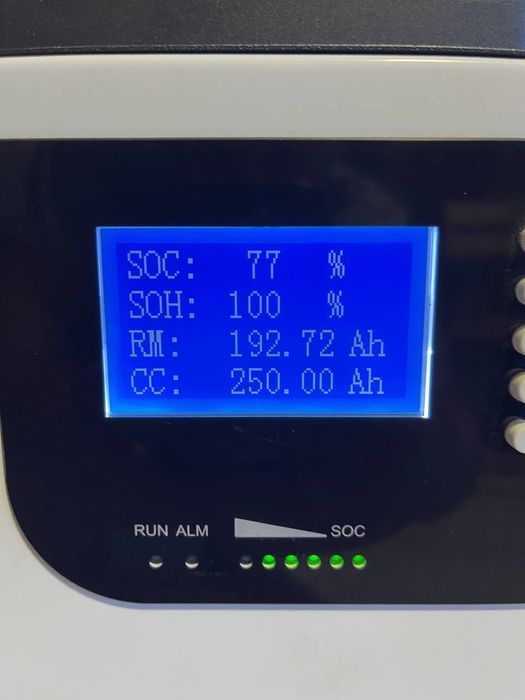 SOC: 77 %
SOH: 100 %
RM: 192.72 Ah
CC: 250.00 Ah
RUN ALM SOC